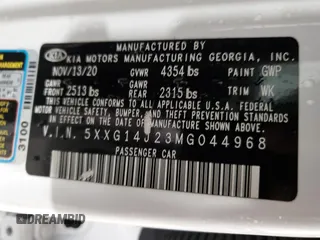 MANUFACTURED BY
KIA KIA MOTORS MANUFACTURING GEORGIA, INC.
NOV/13/20 GVWR 4354 lbs PAINT GWP
GAWR GAWR
FRONT 2513 lbs REAR 2315 lbs TRIM WK
THIS VEHICLE CONFORMS TO ALL APPLICABLE
FEDERAL MOTOR VEHICLE SAFETY, BUMPER, AND
THEFT PREVENTION STANDARDS IN EFFECT ON
THE DATE OF MANUFACTURE SHOWN ABOVE.
V.I.N. 5XXG14J23MG044968
PASSENGER CAR
3100
DREAMBID